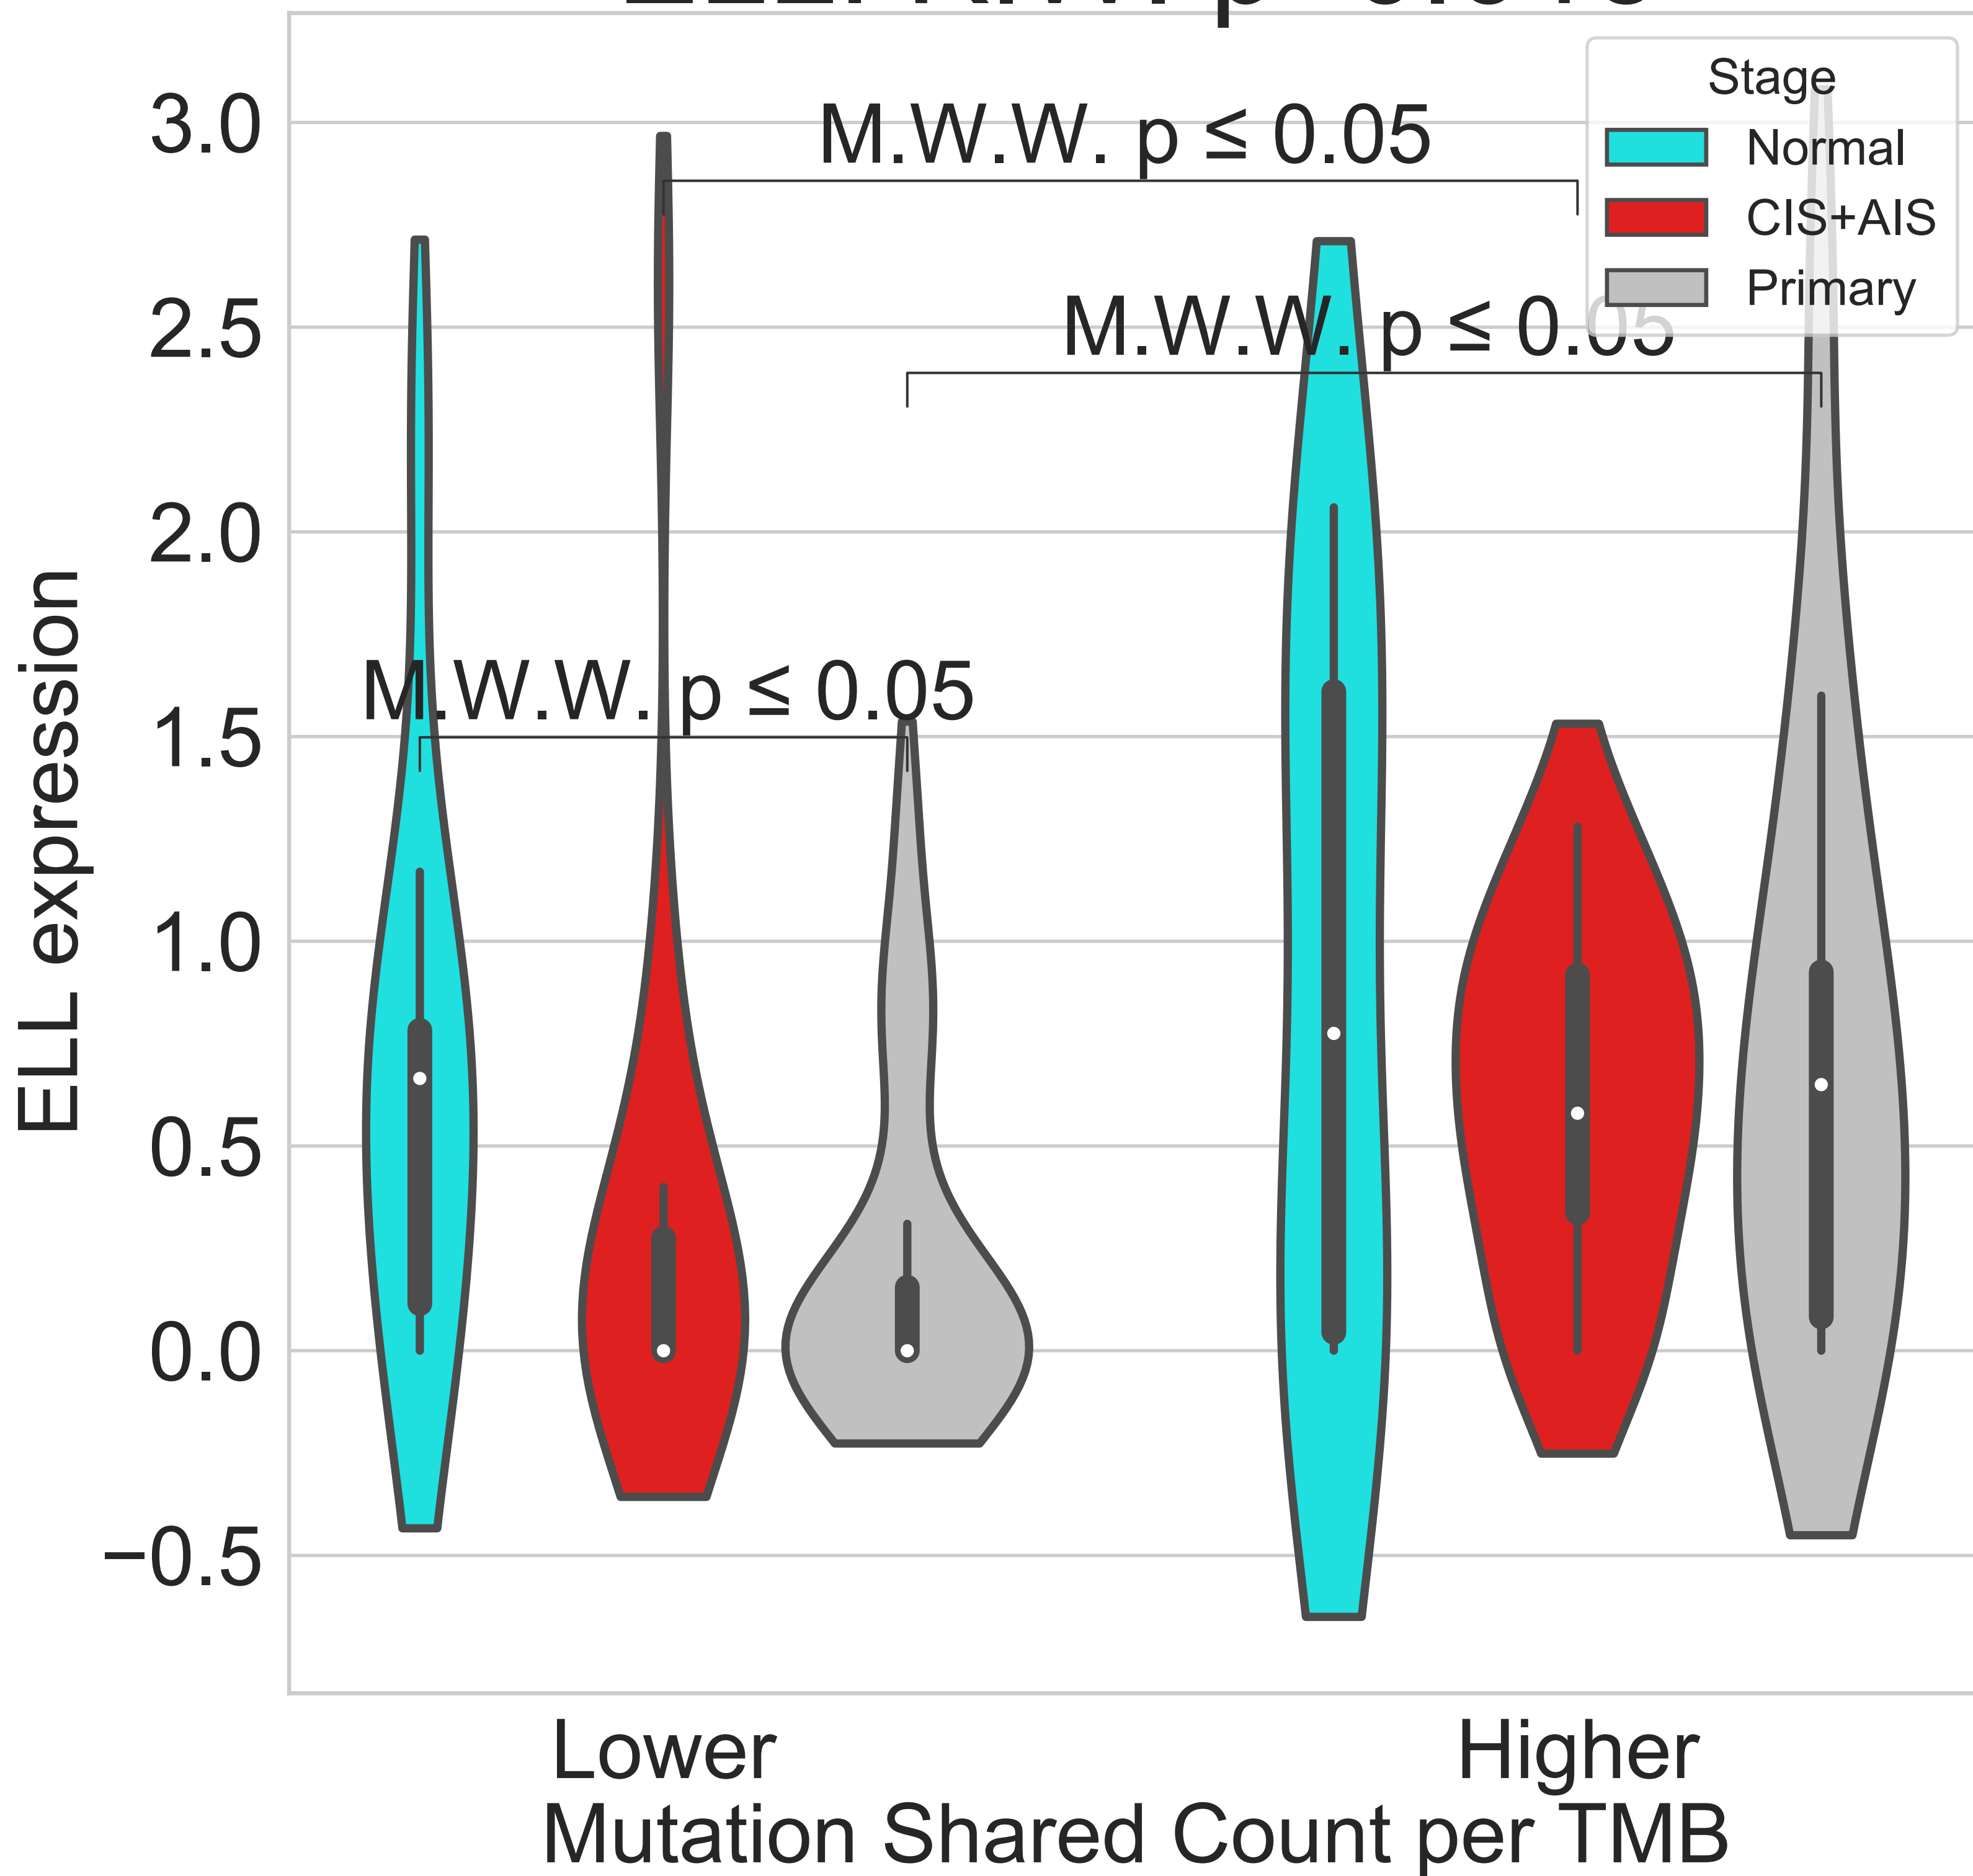 Stage
Normal
CIS+AIS
Primary
M.W.W. p ≤ 0.05
M.W.W. p ≤ 0.05
M.W.W. p ≤ 0.05
3.0
2.5
2.0
1.5
1.0
0.5
0.0
−0.5
ELL expression
Lower
Higher
Mutation Shared Count per TMB